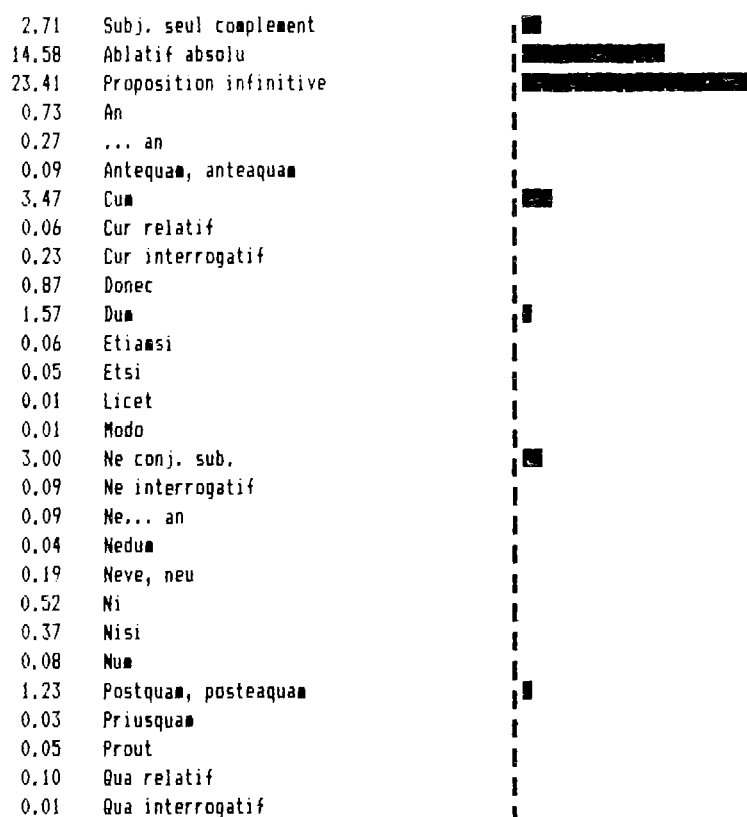 2.71 Subj. seul complement
14.58 Ablatif absolu
23.41 Proposition infinitive
0.73 An
0.27 ... an
0.09 Antequam, anteaquam
3.47 Cum
0.06 Cur relatif
0.23 Cur interrogatif
0.87 Donec
1.57 Dum
0.06 Etiamsi
0.05 Etsi
0.01 Licet
0.01 Modo
3.00 Ne conj. sub.
0.09 Ne interrogatif
0.09 Ne... an
0.04 Nedum
0.19 Neve, neu
0.52 Ni
0.37 Nisi
0.08 Num
1.23 Postquam, posteaquam
0.03 Priusquam
0.05 Prout
0.10 Qua relatif
0.01 Qua interrogatif